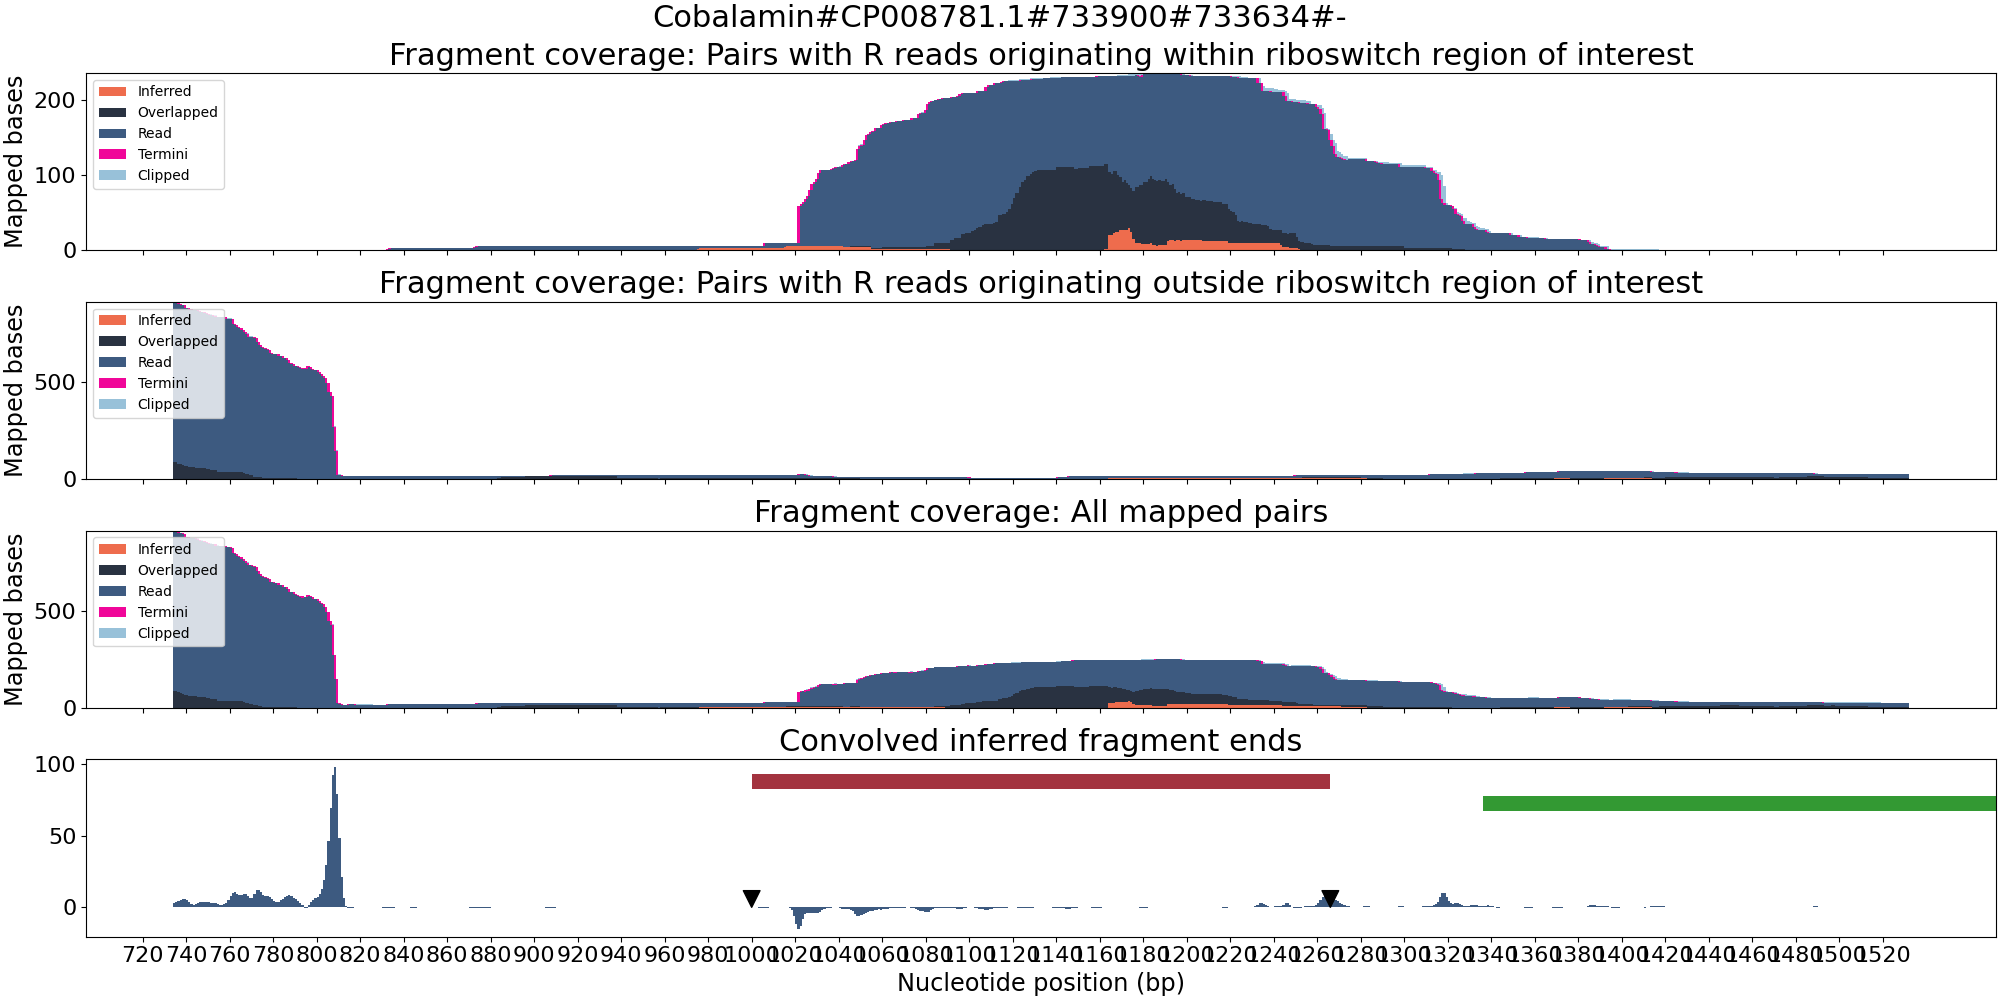 Cobalamin#CP008781.1#733900#733634#-
Fragment coverage: Pairs with R reads originating within riboswitch region of interest
Mapped bases
200
100
0
Inferred
Overlapped
Read
Termini
Clipped
Fragment coverage: Pairs with R reads originating outside riboswitch region of interest
Mapped bases
500
0
Inferred
Overlapped
Read
Termini
Clipped
Fragment coverage: All mapped pairs
Mapped bases
500
0
Inferred
Overlapped
Read
Termini
Clipped
Convolved inferred fragment ends
100
50
0
720 740 760 780 800 820 840 860 880 900 920 940 960 980 1000 1020 1040 1060 1080 1100 1120 1140 1160 1180 1200 1220 1240 1260 1280 1300 1320 1340 1360 1380 1400 1420 1440 1460 1480 1500 1520
Nucleotide position (bp)